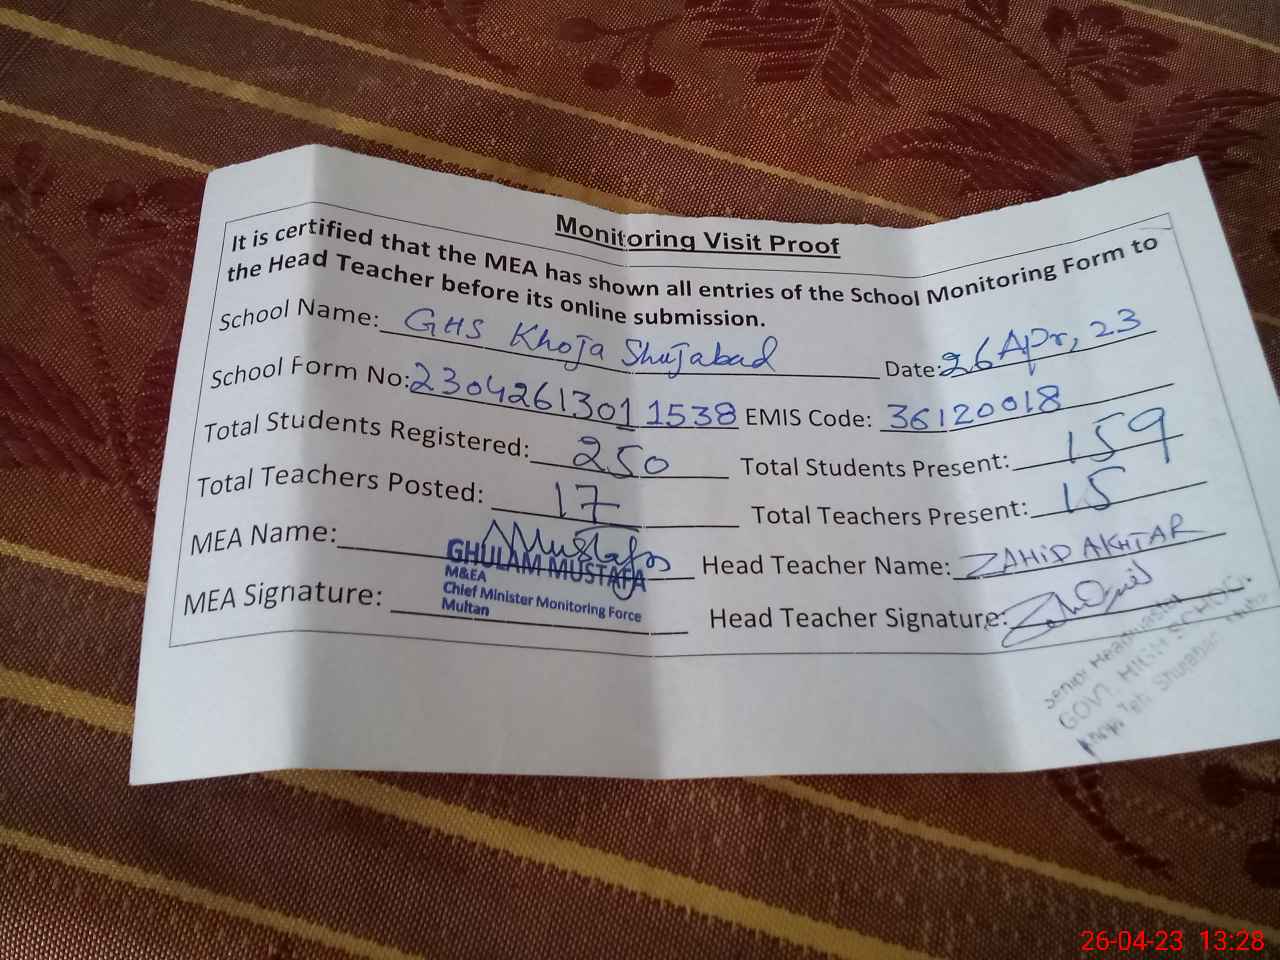 Monitoring Visit Proof
It is certified that the MEA has shown all entries of the School Monitoring Form to
the Head Teacher before its online submission.
School Name: GHS Khoja Shujabad Date: 26 Apr, 23
School Form No: 2304261301 1538 EMIS Code: 36120018
Total Students Registered: 250 Total Students Present: 159
Total Teachers Posted: 17 Total Teachers Present: 15
MEA Name: Mustafa Head Teacher Name: ZAHID AKHTAR
GHULAM MUSTAFA
M&EA
Chief Minister Monitoring Force
Multan
MEA Signature: Head Teacher Signature:
Senior Headmaster
GOVT. HIGH SCHOOL
26-04-23 13:28